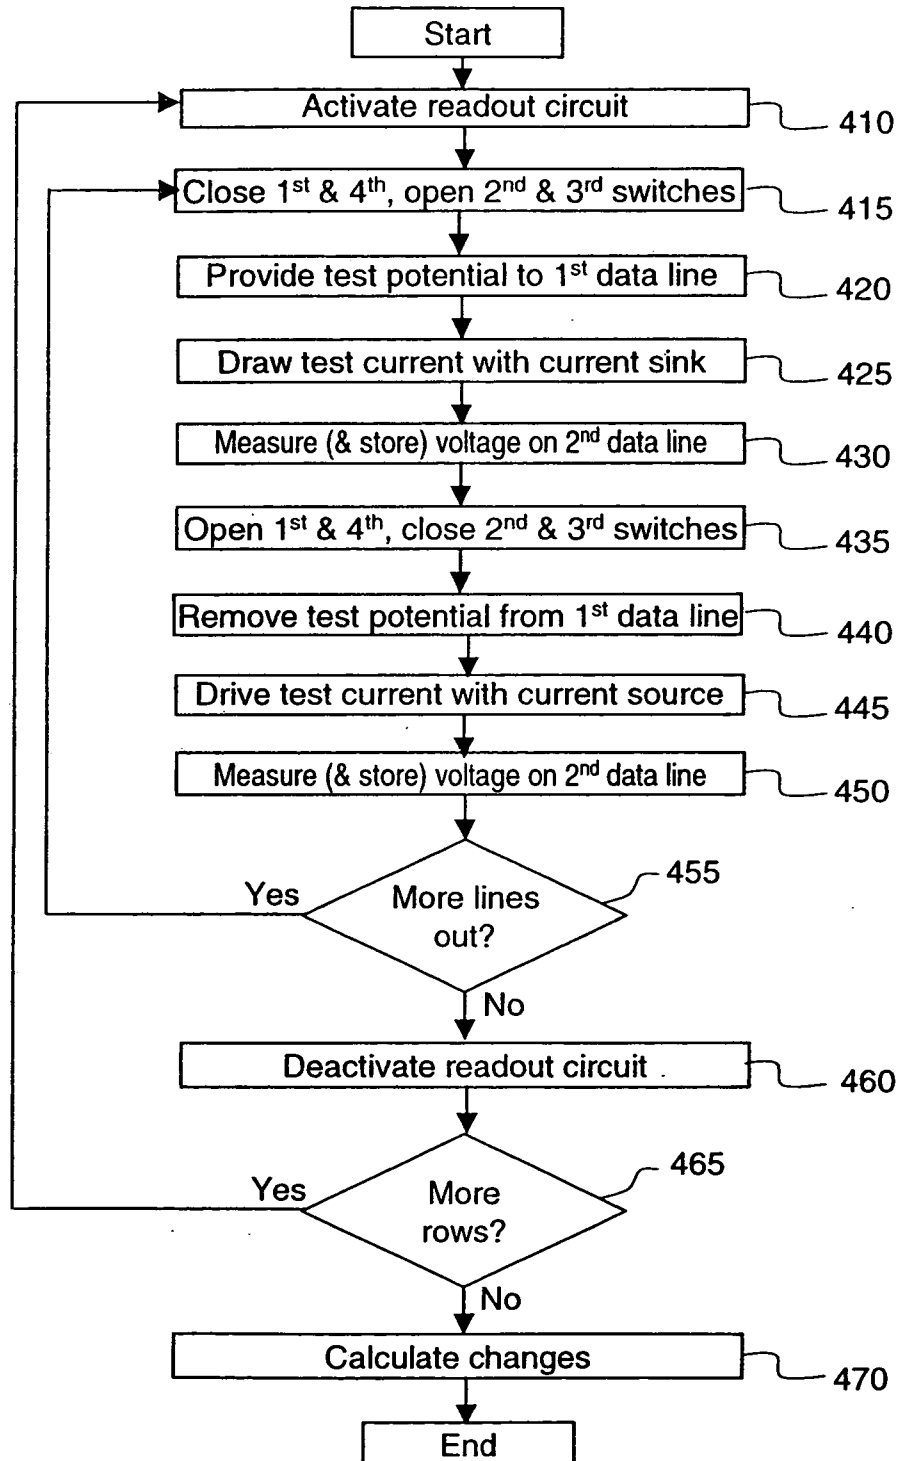 Start
Activate readout circuit
410
Close 1st & 4th, open 2nd & 3rd switches
415
Provide test potential to 1st data line
420
Draw test current with current sink
425
Measure (& store) voltage on 2nd data line
430
Open 1st & 4th, close 2nd & 3rd switches
435
Remove test potential from 1st data line
440
Drive test current with current source
445
Measure (& store) voltage on 2nd data line
450
455
Yes
More lines
out?
No
Deactivate readout circuit
460
465
Yes
More
rows?
No
Calculate changes
470
End